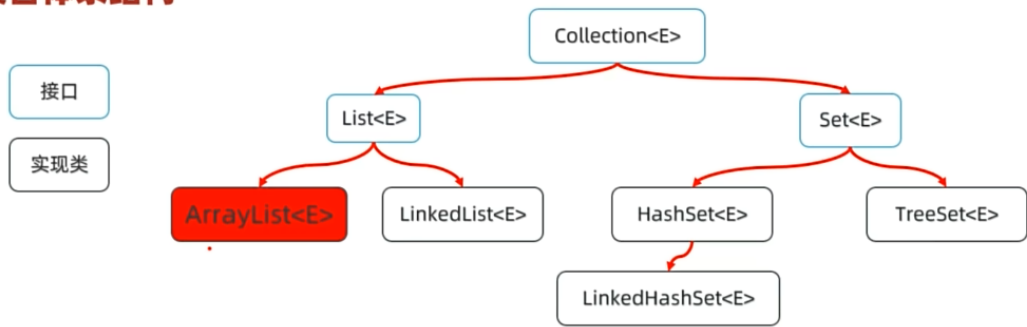 Collection<E>
接口
List<E>
Set<E>
实现类
ArrayList<E>
LinkedList<E>
HashSet<E>
TreeSet<E>
LinkedHashSet<E>